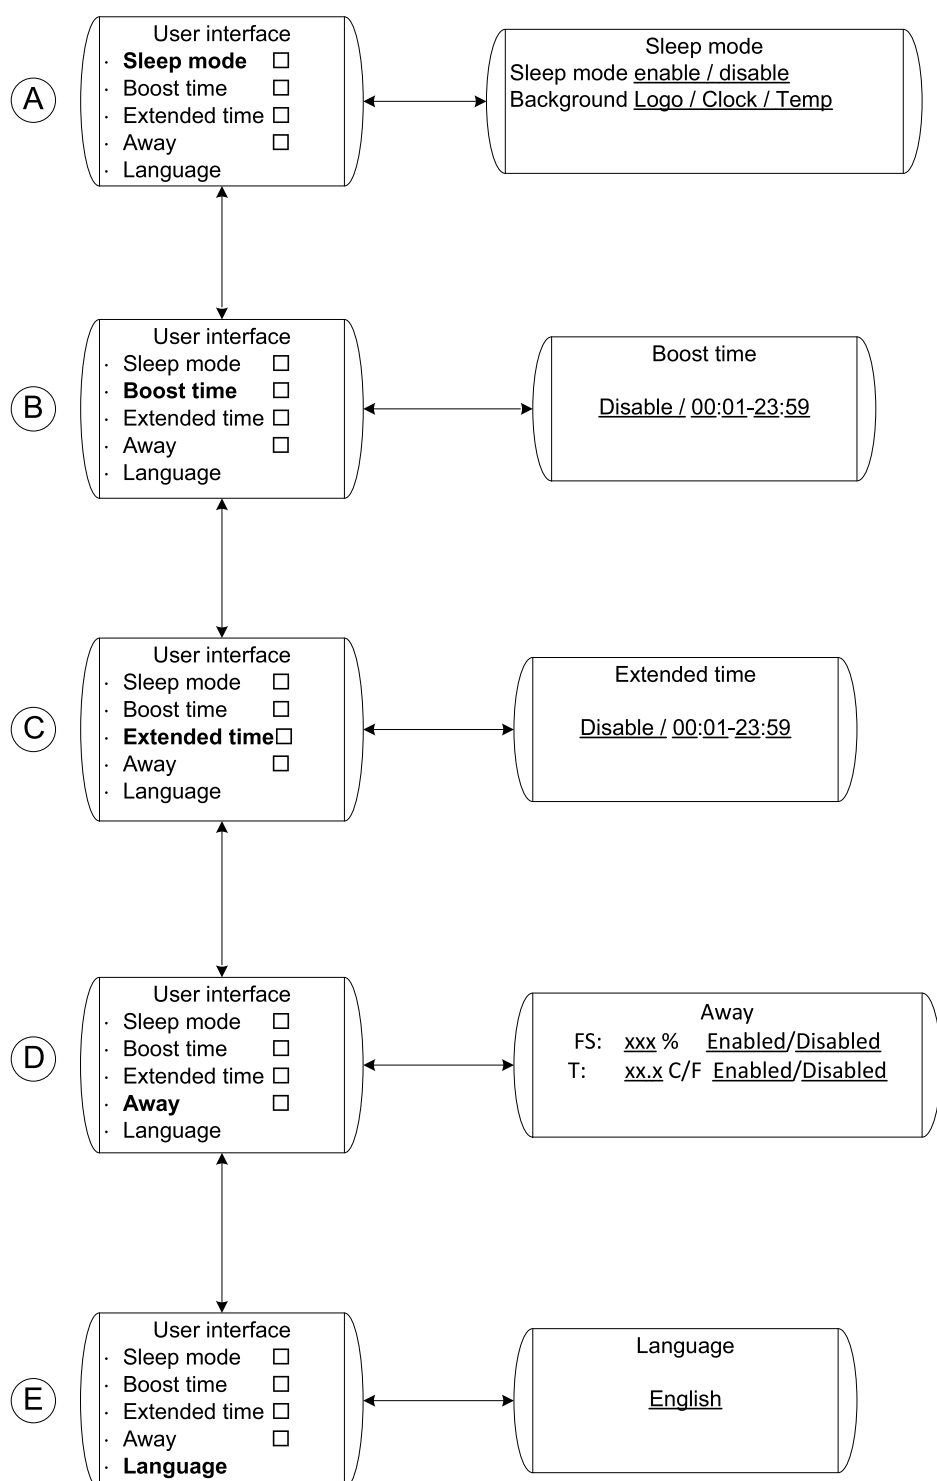 A
User interface
· Sleep mode ☐
· Boost time ☐
· Extended time ☐
· Away ☐
· Language
Sleep mode
Sleep mode enable / disable
Background Logo / Clock / Temp
B
User interface
· Sleep mode ☐
· Boost time ☐
· Extended time ☐
· Away ☐
· Language
Boost time
Disable / 00:01-23:59
C
User interface
· Sleep mode ☐
· Boost time ☐
· Extended time ☐
· Away ☐
· Language
Extended time
Disable / 00:01-23:59
D
User interface
· Sleep mode ☐
· Boost time ☐
· Extended time ☐
· Away ☐
· Language
Away
FS: xxx % Enabled/Disabled
T: xx.x C/F Enabled/Disabled
E
User interface
· Sleep mode ☐
· Boost time ☐
· Extended time ☐
· Away ☐
· Language
Language
English